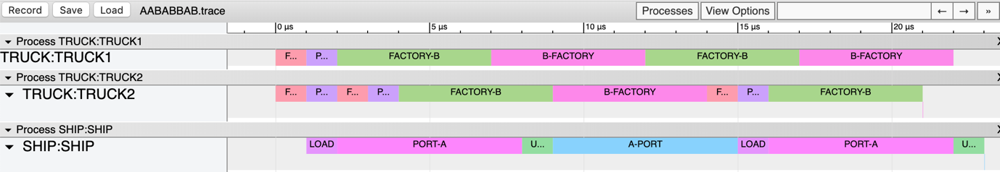 Record Save Load AABABBAB.trace Processes View Options ← → »
0 µs 5 µs 10 µs 15 µs 20 µs
Process TRUCK:TRUCK1 X
TRUCK:TRUCK1 F... P... FACTORY-B B-FACTORY FACTORY-B B-FACTORY
Process TRUCK:TRUCK2 X
TRUCK:TRUCK2 F... P... F... P... FACTORY-B B-FACTORY F... P... FACTORY-B
Process SHIP:SHIP X
SHIP:SHIP LOAD PORT-A U... A-PORT LOAD PORT-A U...